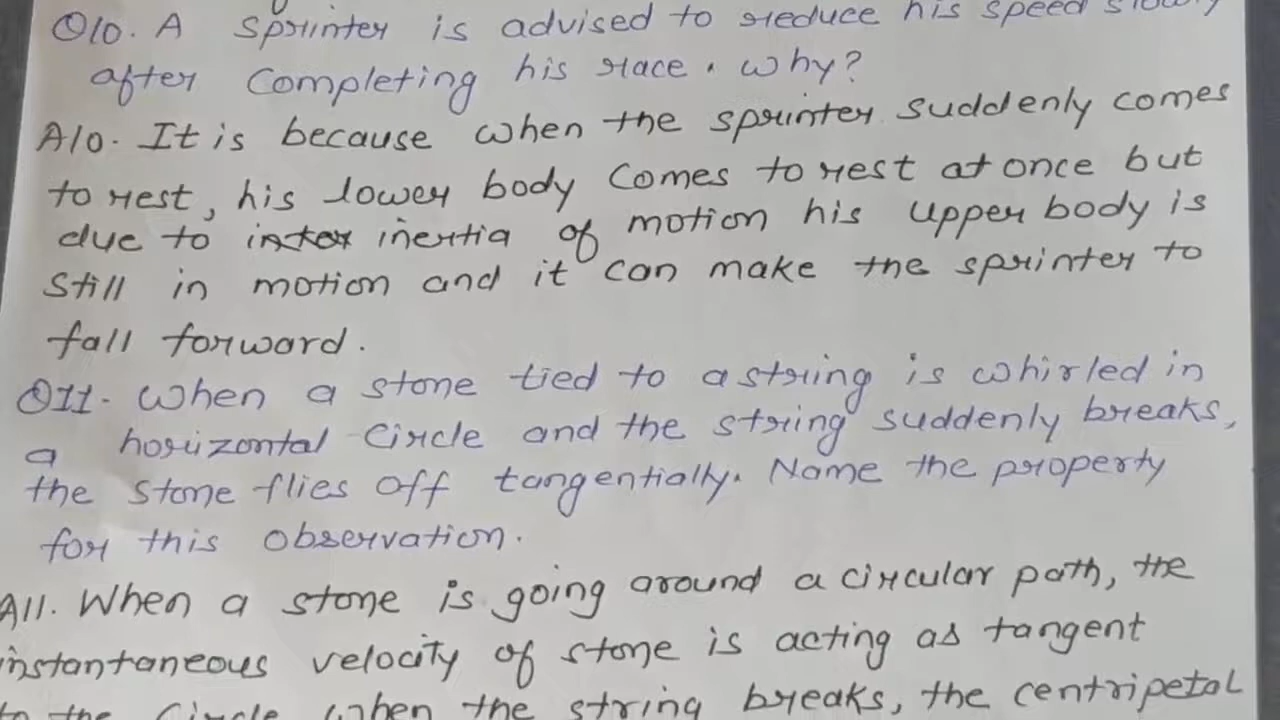 Q10. A sprinter is advised to reduce his speed slowly
after completing his race. Why?
A10. It is because when the sprinter suddenly comes
to rest, his lower body comes to rest at once but
due to inertia of motion his upper body is
still in motion and it can make the sprinter to
fall forward.
Q11. When a stone tied to a string is whirled in
a horizontal circle and the string suddenly breaks,
the stone flies off tangentially. Name the property
for this observation.
A11. When a stone is going around a circular path, the
instantaneous velocity of stone is acting as tangent
to the circle. When the string breaks, the centripetal